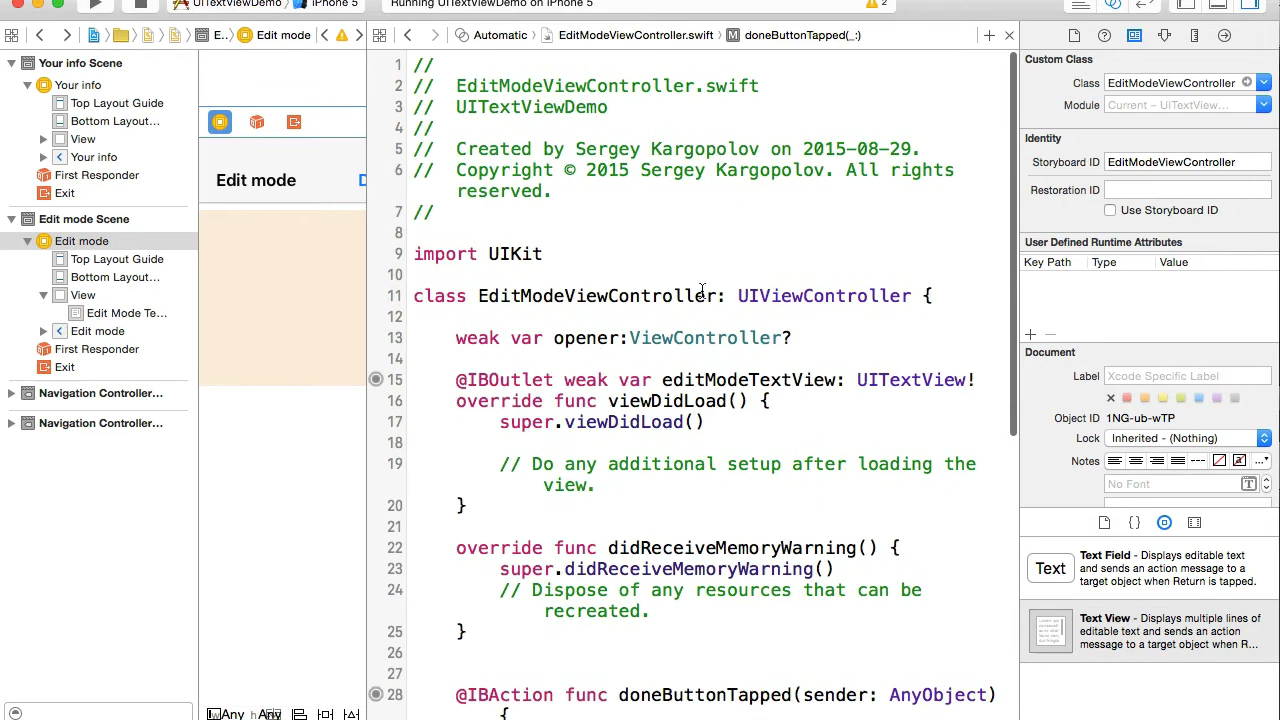 UITextViewDemo
iPhone 5
Running UITextViewDemo on iPhone 5
2
E...
Edit mode
Automatic
EditModeViewController.swift
doneButtonTapped(_:)
Your info Scene
Your info
Top Layout Guide
Bottom Layout...
View
Your info
First Responder
Exit
Edit mode Scene
Edit mode
Top Layout Guide
Bottom Layout...
View
Edit Mode Te...
Edit mode
First Responder
Exit
Navigation Controller...
Navigation Controller...
Edit mode
D
Any
Any
1 //
2 // EditModeViewController.swift
3 // UITextViewDemo
4 //
5 // Created by Sergey Kargopolov on 2015-08-29.
6 // Copyright © 2015 Sergey Kargopolov. All rights
reserved.
7 //
8
9 import UIKit
10
11 class EditModeViewController: UIViewController {
12
13 weak var opener:ViewController?
14
15 @IBOutlet weak var editModeTextView: UITextView!
16 override func viewDidLoad() {
17 super.viewDidLoad()
18
19 // Do any additional setup after loading the
view.
20 }
21
22 override func didReceiveMemoryWarning() {
23 super.didReceiveMemoryWarning()
24 // Dispose of any resources that can be
recreated.
25 }
26
27
28 @IBAction func doneButtonTapped(sender: AnyObject)
{
Custom Class
Class EditModeViewController
Module Current – UITextView...
Identity
Storyboard ID EditModeViewController
Restoration ID
Use Storyboard ID
User Defined Runtime Attributes
Key Path Type Value
Document
Label Xcode Specific Label
Object ID 1NG-ub-wTP
Lock Inherited - (Nothing)
Notes
No Font
Text
Text Field - Displays editable text
and sends an action message to a
target object when Return is tapped.
Text View - Displays multiple lines of
editable text and sends an action
message to a target object when R...